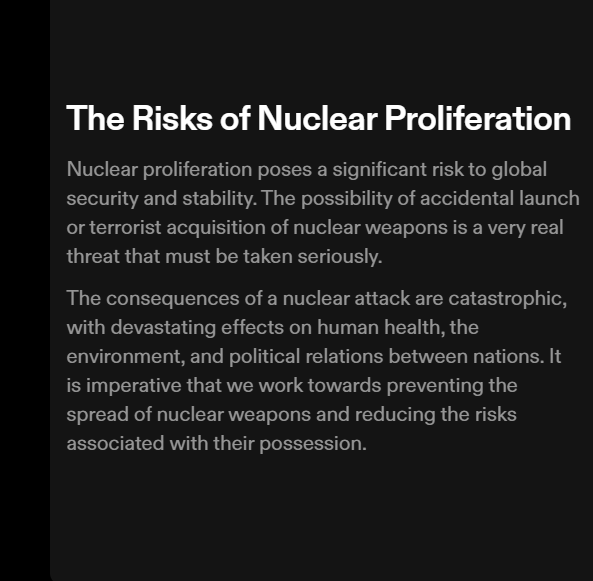 The Risks of Nuclear Proliferation
Nuclear proliferation poses a significant risk to global
security and stability. The possibility of accidental launch
or terrorist acquisition of nuclear weapons is a very real
threat that must be taken seriously.
The consequences of a nuclear attack are catastrophic,
with devastating effects on human health, the
environment, and political relations between nations. It
is imperative that we work towards preventing the
spread of nuclear weapons and reducing the risks
associated with their possession.